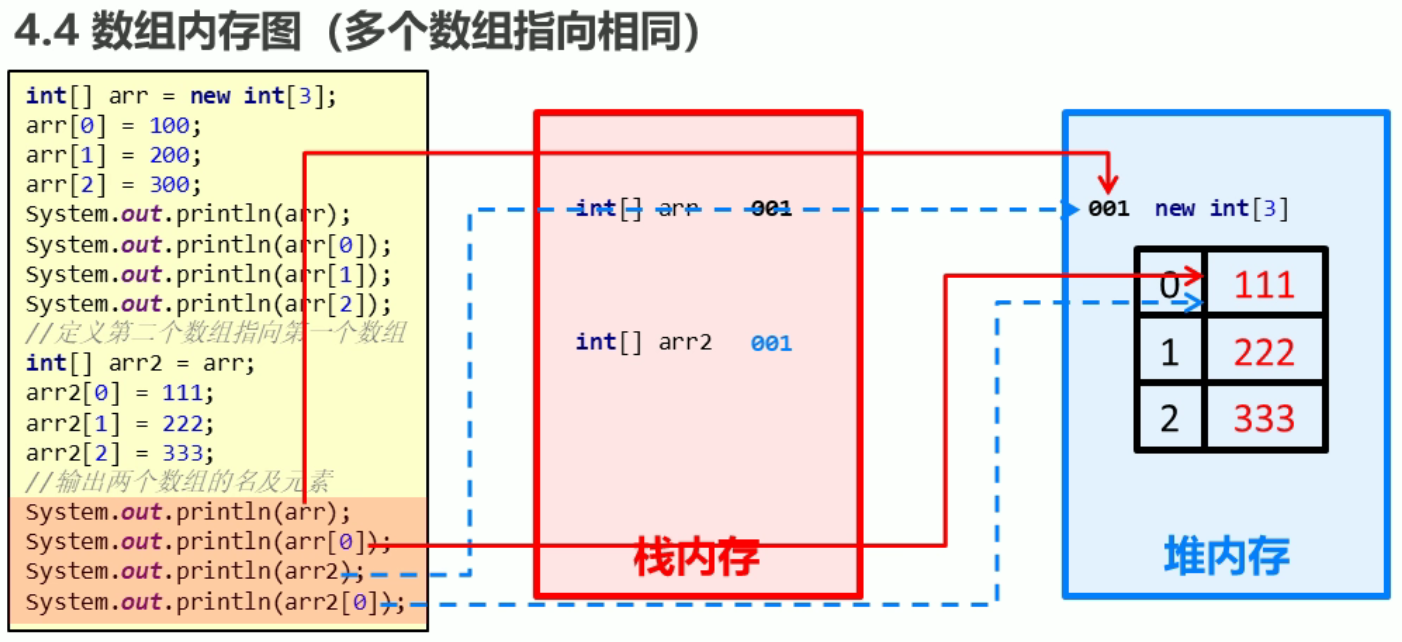 4.4 数组内存图（多个数组指向相同）
int[] arr = new int[3];
arr[0] = 100;
arr[1] = 200;
arr[2] = 300;
System.out.println(arr);
System.out.println(arr[0]);
System.out.println(arr[1]);
System.out.println(arr[2]);
//定义第二个数组指向第一个数组
int[] arr2 = arr;
arr2[0] = 111;
arr2[1] = 222;
arr2[2] = 333;
//输出两个数组的名及元素
System.out.println(arr);
System.out.println(arr[0]);
System.out.println(arr2);
System.out.println(arr2[0]);
int[] arr 001
int[] arr2 001
栈内存
001 new int[3]
0 111
1 222
2 333
堆内存